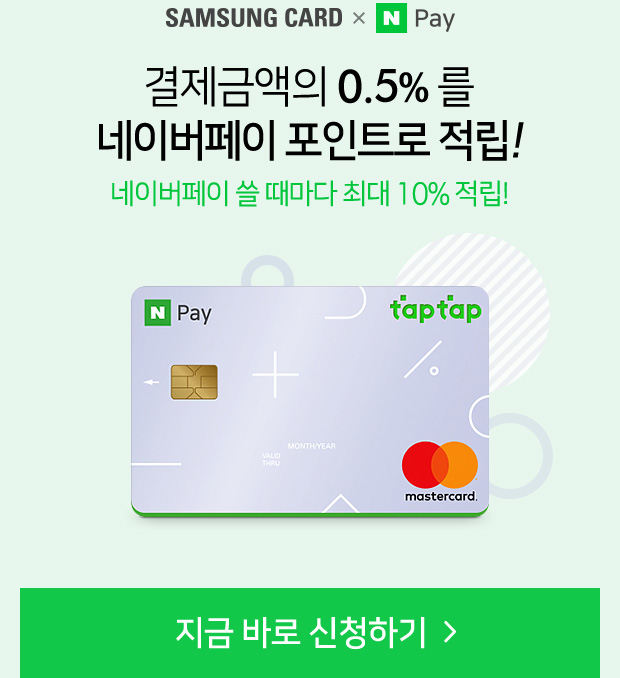 SAMSUNG CARD × N Pay
결제금액의 0.5% 를
네이버페이 포인트로 적립!
네이버페이 쓸 때마다 최대 10% 적립!
N Pay
taptap
MONTH/YEAR
VALID
THRU
mastercard.
지금 바로 신청하기 >